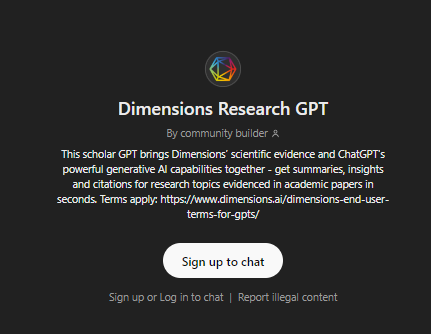 Dimensions Research GPT
By community builder
This scholar GPT brings Dimensions' scientific evidence and ChatGPT's
powerful generative AI capabilities together - get summaries, insights
and citations for research topics evidenced in academic papers in
seconds. Terms apply: https://www.dimensions.ai/dimensions-end-user-
terms-for-gpts/
Sign up to chat
Sign up or Log in to chat | Report illegal content